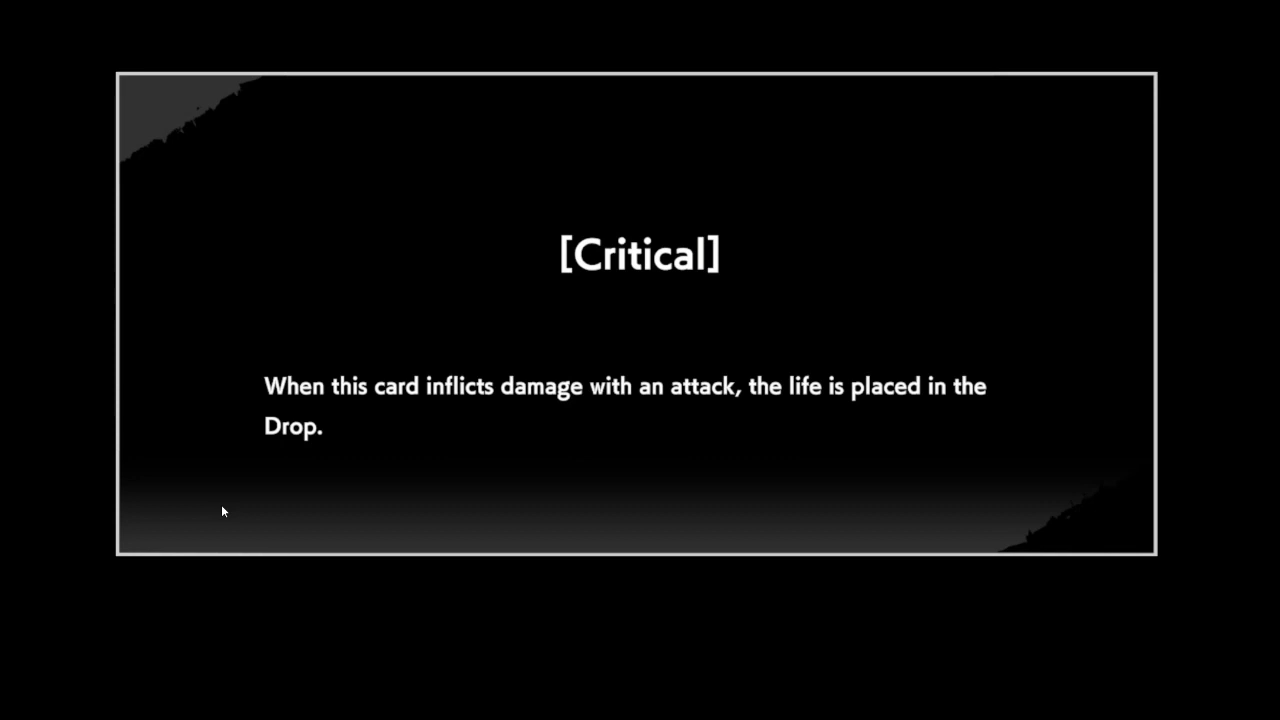 [Critical]
When this card inflicts damage with an attack, the life is placed in the
Drop.